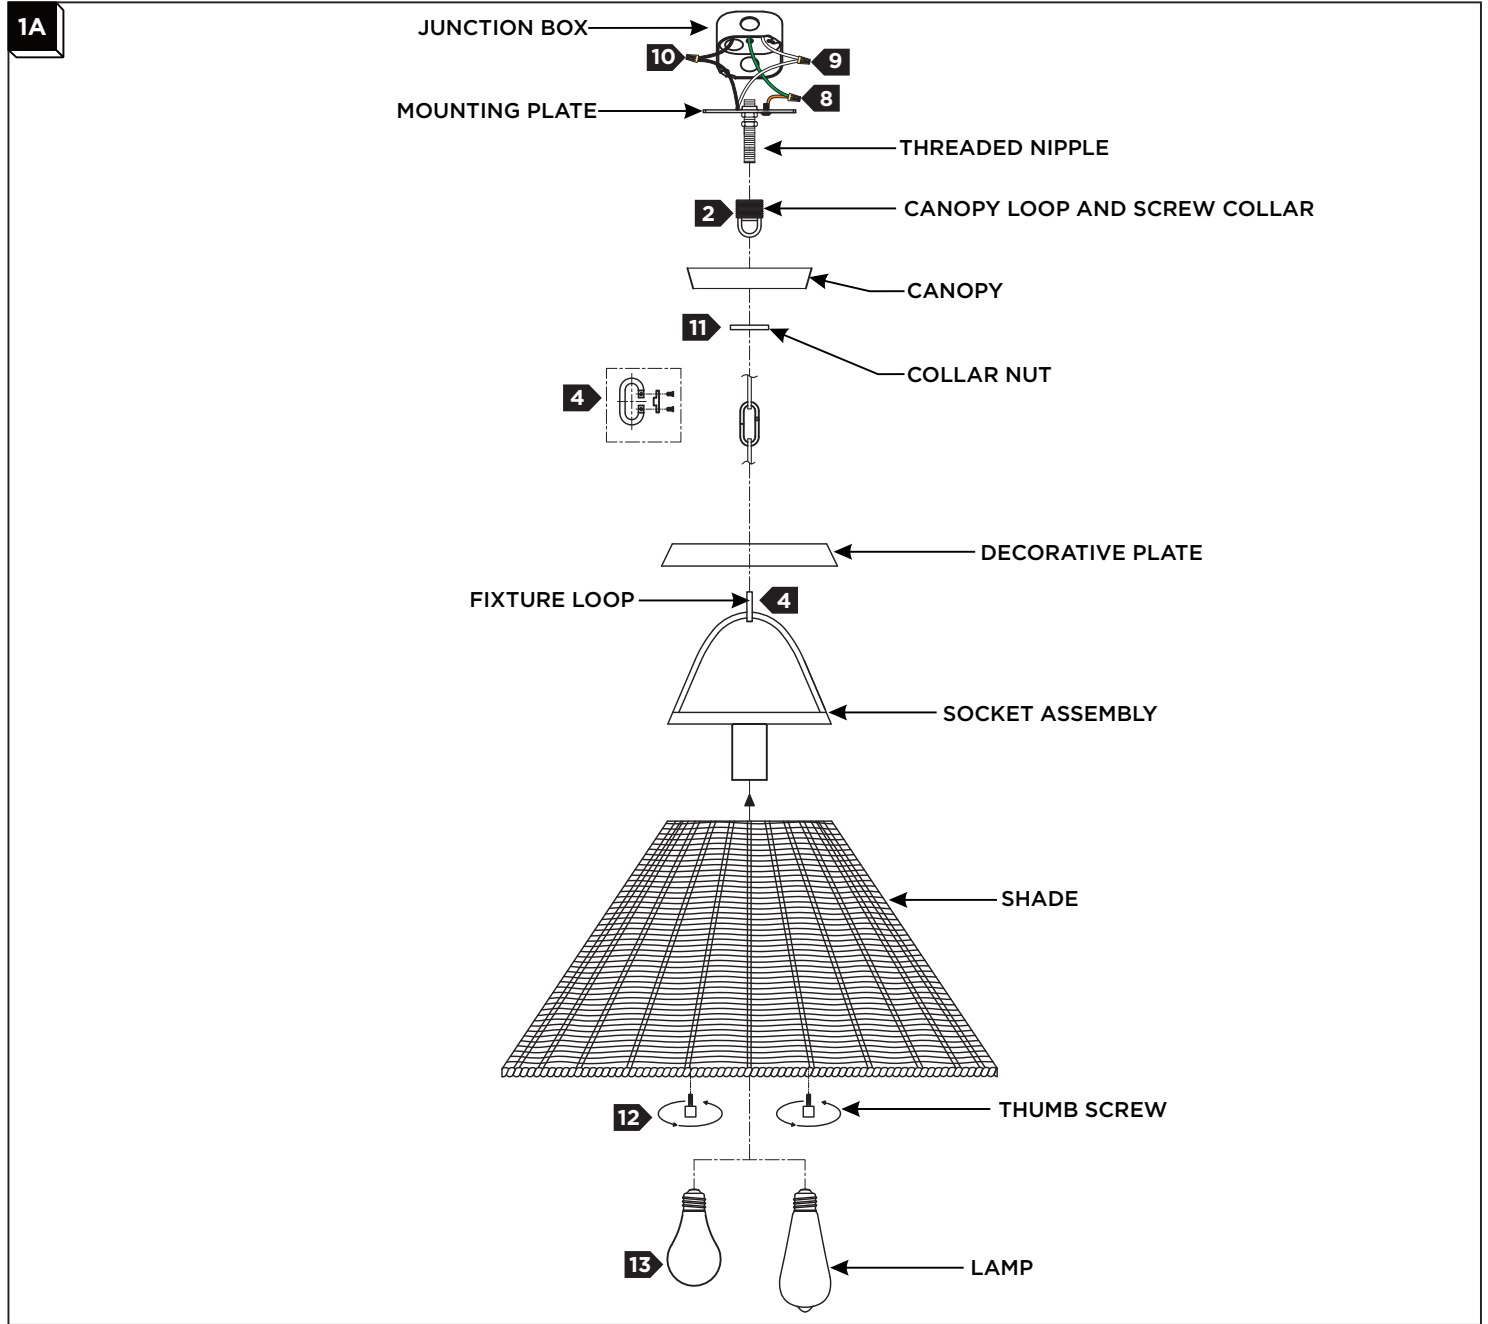 1A
JUNCTION BOX
10
9
8
MOUNTING PLATE
THREADED NIPPLE
2
CANOPY LOOP AND SCREW COLLAR
CANOPY
11
COLLAR NUT
4
DECORATIVE PLATE
FIXTURE LOOP
4
SOCKET ASSEMBLY
SHADE
12
THUMB SCREW
13
LAMP